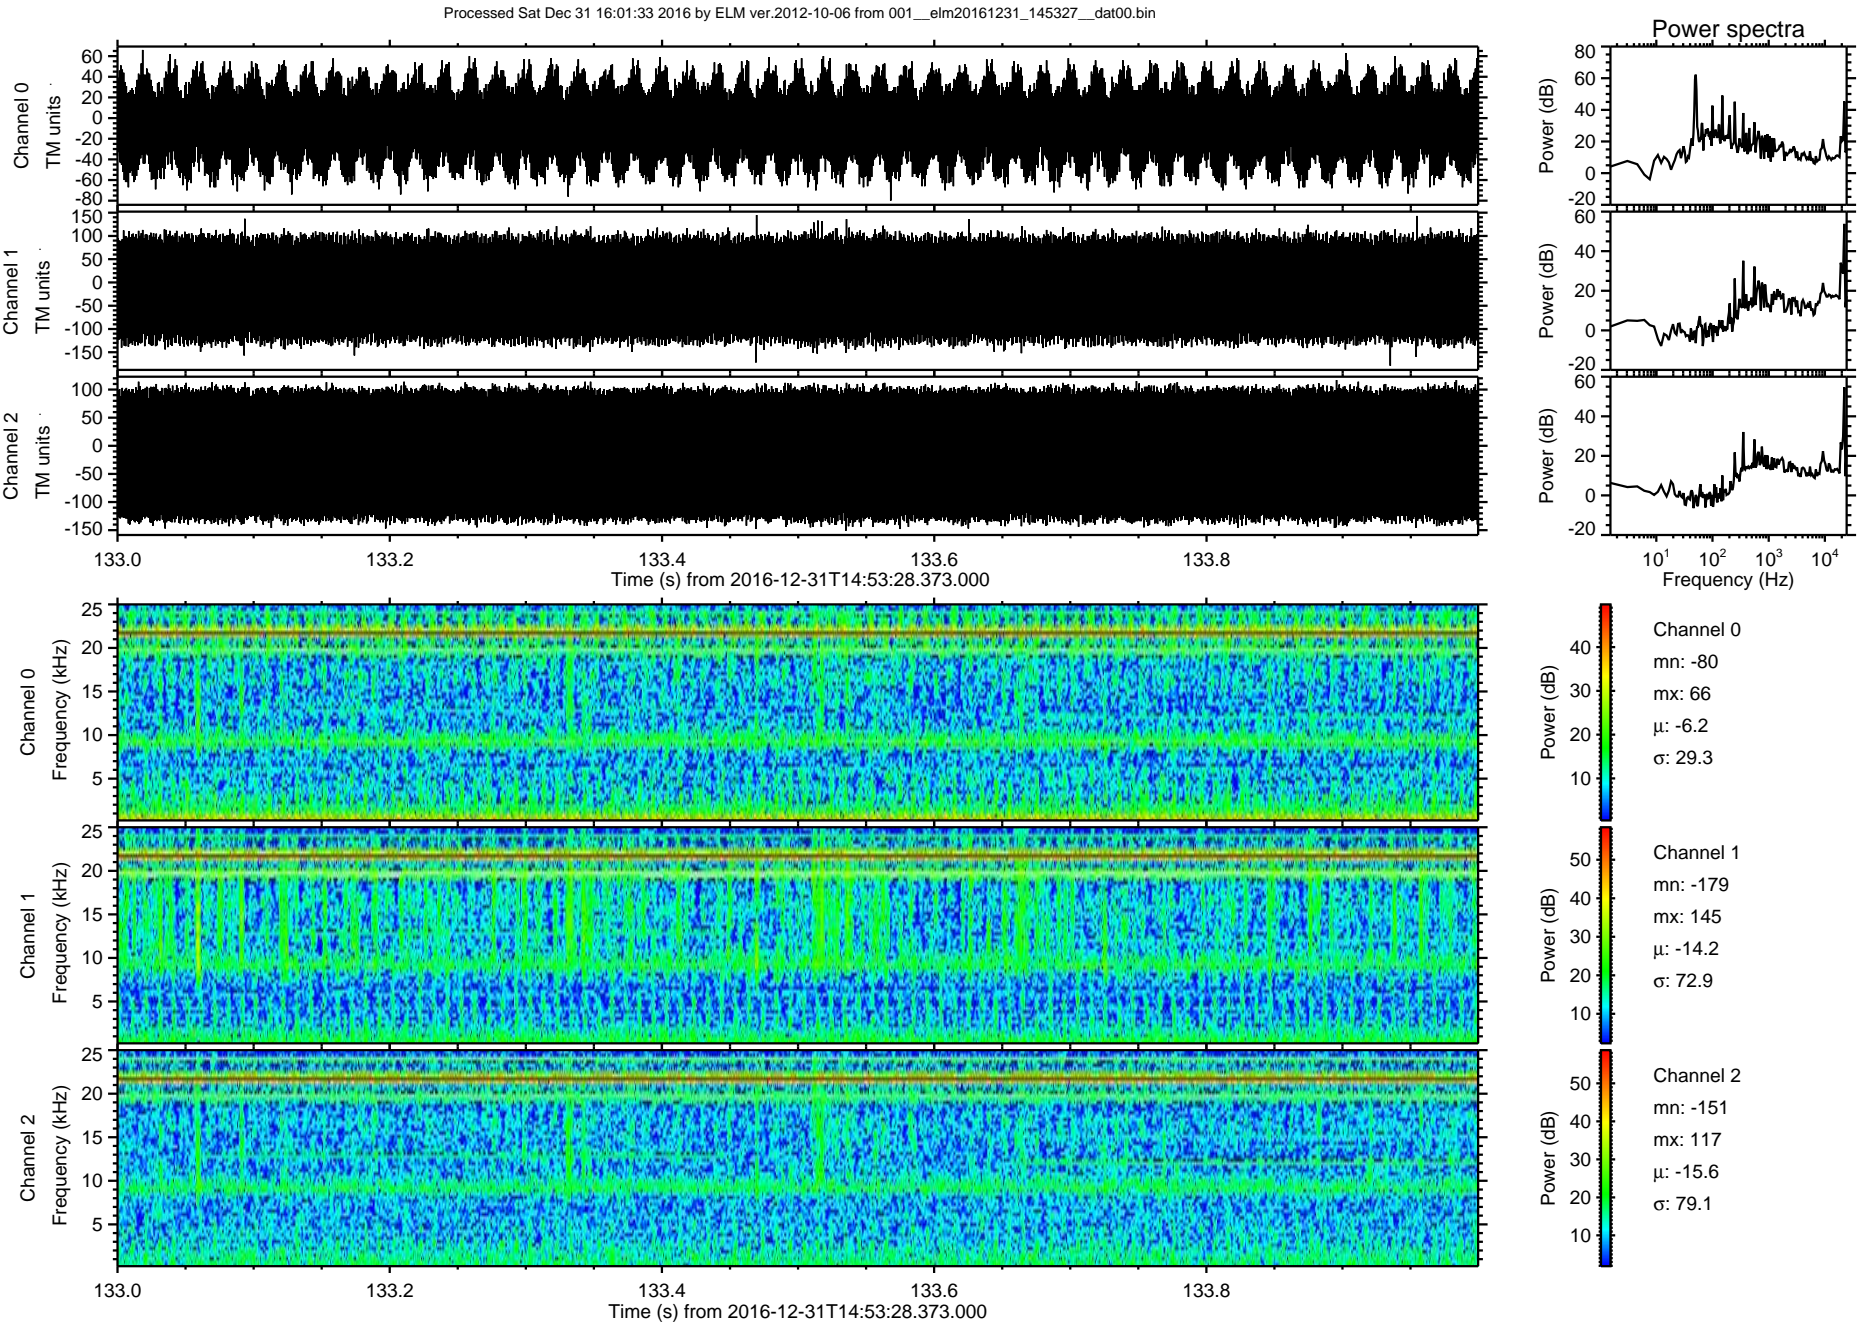 Processed Sat Dec 31 16:01:33 2016 by ELM ver.2012-10-06 from 001__elm20161231_145327__dat00.bin
Power spectra
Channel 0
TM units
60
40
20
0
-20
-40
-60
-80
Power (dB)
80
60
40
20
0
-20
Channel 1
TM units
150
100
50
0
-50
-100
-150
Power (dB)
60
40
20
0
-20
Channel 2
TM units
100
50
0
-50
-100
-150
Power (dB)
60
40
20
0
-20
133.0 133.2 133.4 133.6 133.8
Time (s) from 2016-12-31T14:53:28.373.000
10^1 10^2 10^3 10^4
Frequency (Hz)
Channel 0
Frequency (kHz)
25
20
15
10
5
Power (dB)
40
30
20
10
Channel 0
mn: -80
mx: 66
μ: -6.2
σ: 29.3
Channel 1
Frequency (kHz)
25
20
15
10
5
Power (dB)
50
40
30
20
10
Channel 1
mn: -179
mx: 145
μ: -14.2
σ: 72.9
Channel 2
Frequency (kHz)
25
20
15
10
5
Power (dB)
50
40
30
20
10
Channel 2
mn: -151
mx: 117
μ: -15.6
σ: 79.1
133.0 133.2 133.4 133.6 133.8
Time (s) from 2016-12-31T14:53:28.373.000